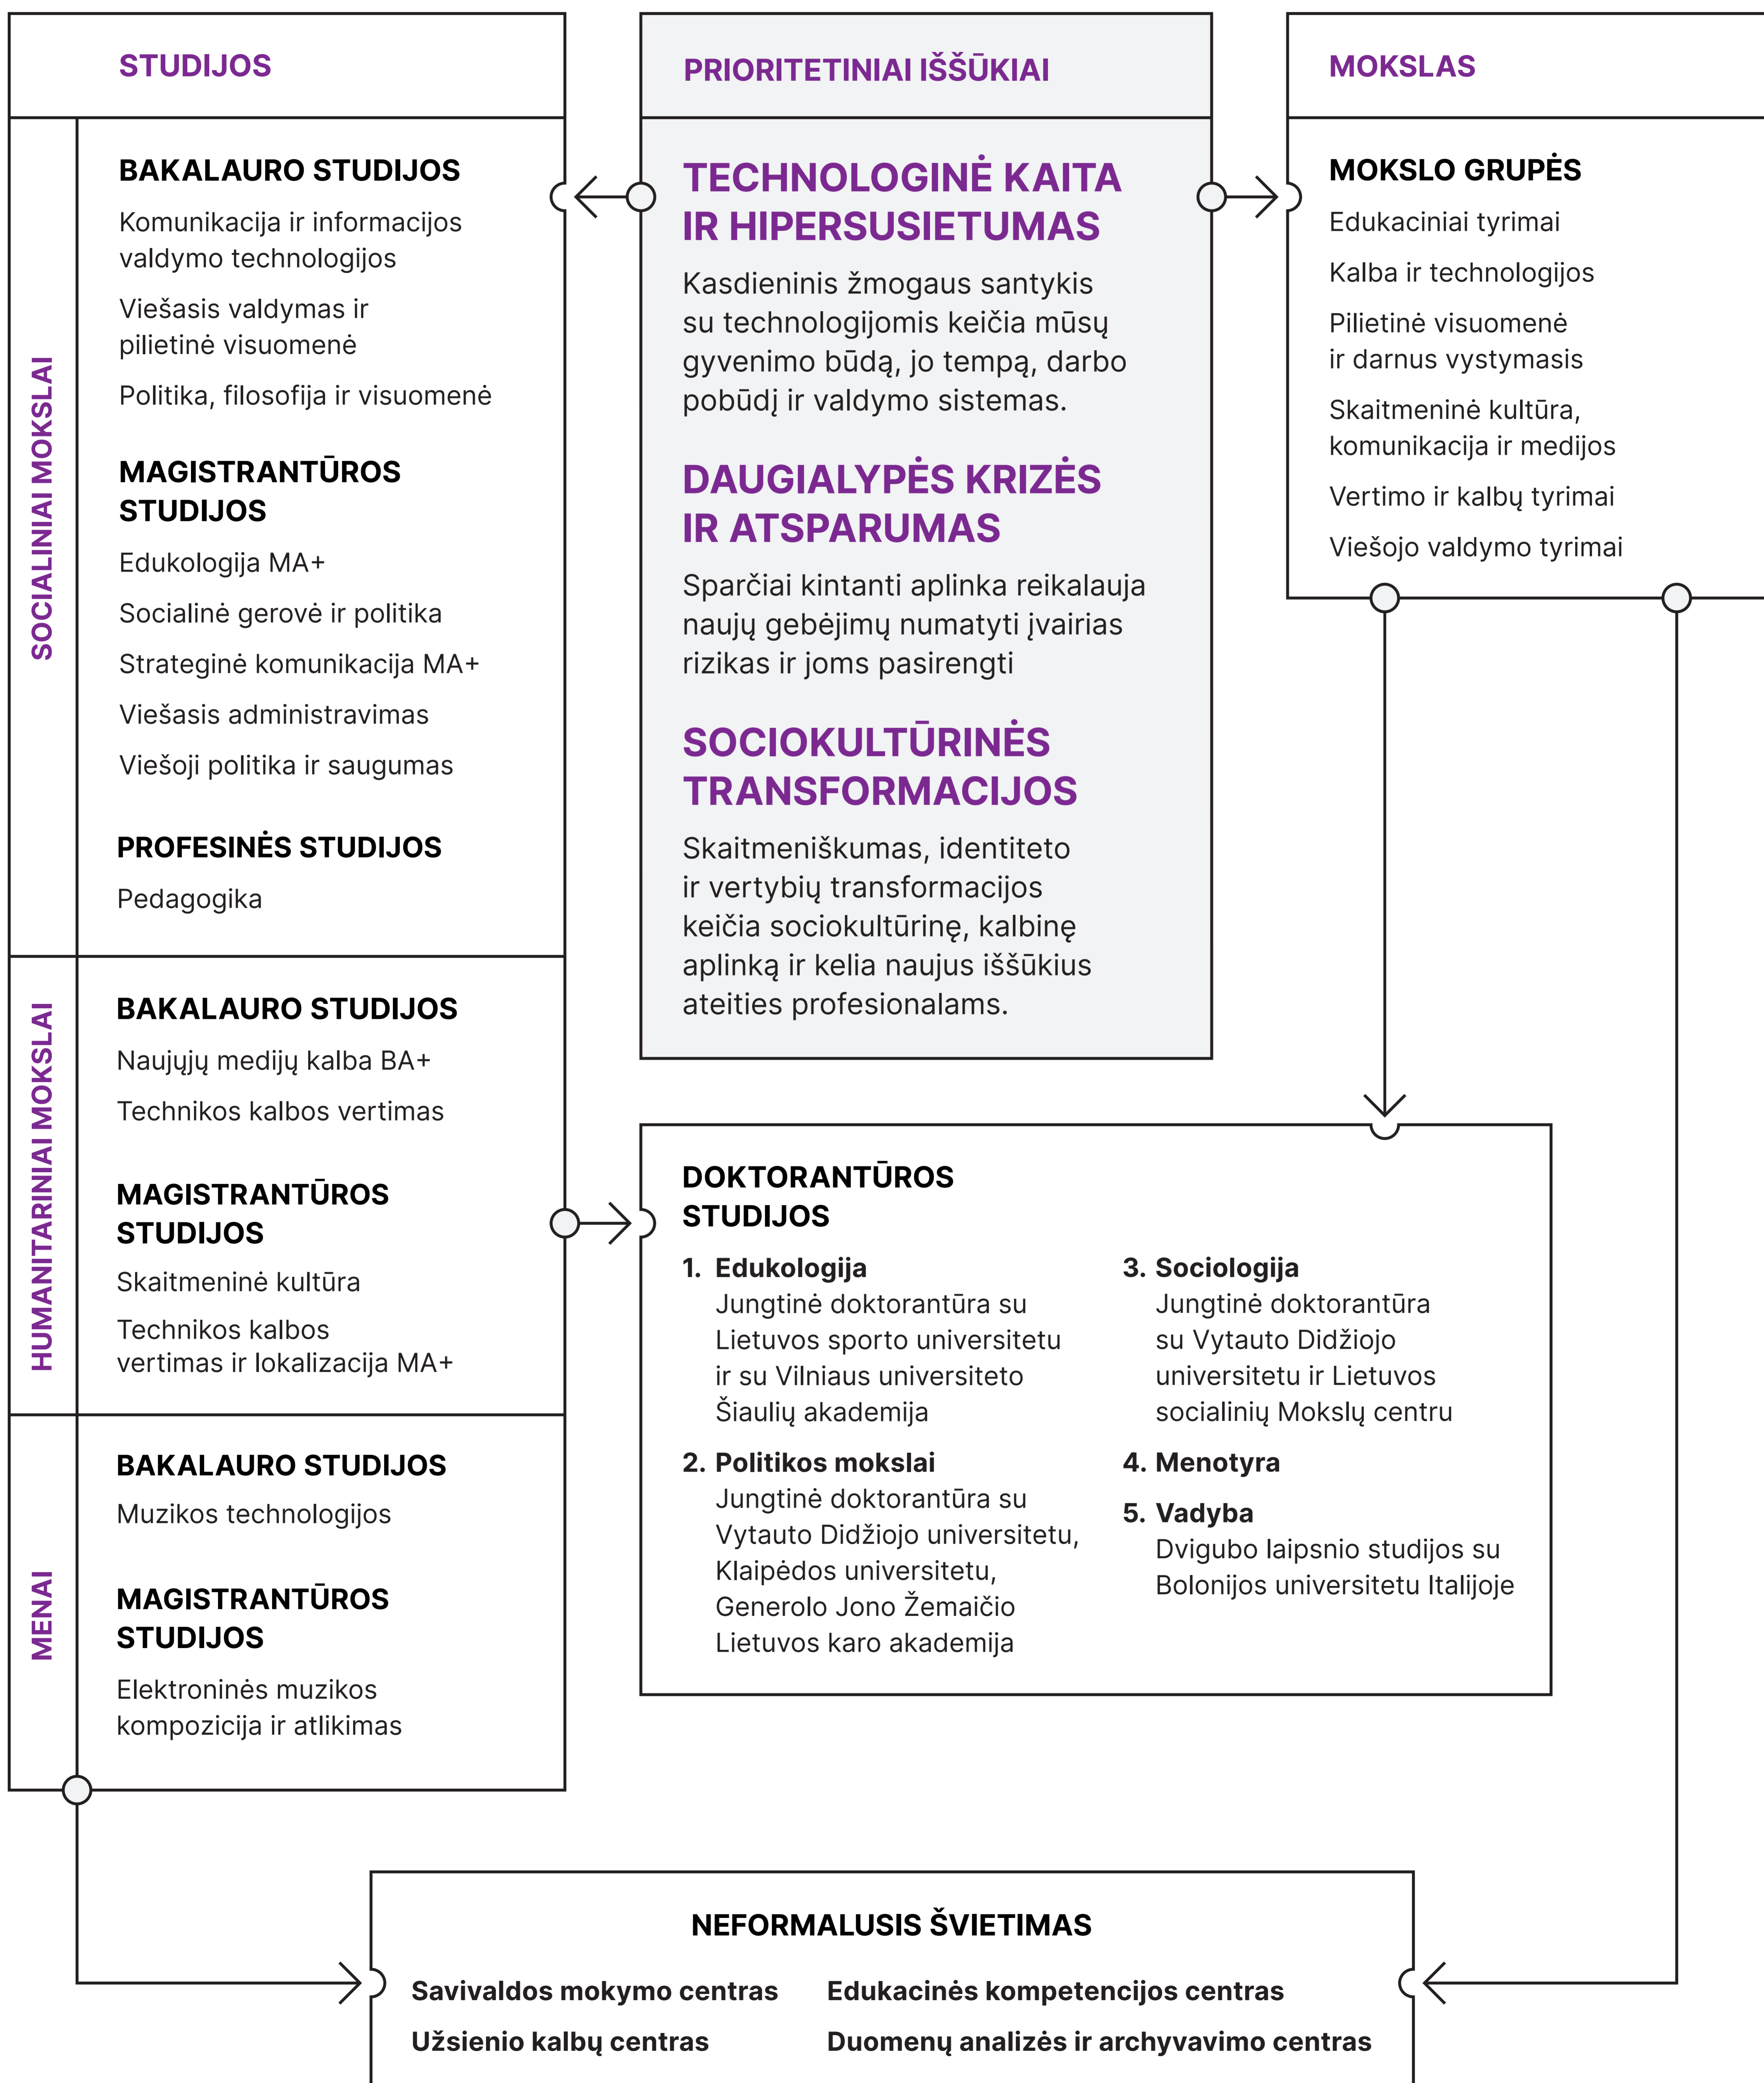 STUDIJOS
SOCIALINIAI MOKSLAI
BAKALAURO STUDIJOS
Komunikacija ir informacijos
valdymo technologijos
Viešasis valdymas ir
pilietinė visuomenė
Politika, filosofija ir visuomenė
MAGISTRANTŪROS
STUDIJOS
Edukologija MA+
Socialinė gerovė ir politika
Strateginė komunikacija MA+
Viešasis administravimas
Viešoji politika ir saugumas
PROFESINĖS STUDIJOS
Pedagogika
HUMANITARINIAI MOKSLAI
BAKALAURO STUDIJOS
Naujųjų medijų kalba BA+
Technikos kalbos vertimas
MAGISTRANTŪROS
STUDIJOS
Skaitmeninė kultūra
Technikos kalbos
vertimas ir lokalizacija MA+
MENAI
BAKALAURO STUDIJOS
Muzikos technologijos
MAGISTRANTŪROS
STUDIJOS
Elektroninės muzikos
kompozicija ir atlikimas
PRIORITETINIAI IŠŠŪKIAI
TECHNOLOGINĖ KAITA
IR HIPERSUSIETUMAS
Kasdieninis žmogaus santykis
su technologijomis keičia mūsų
gyvenimo būdą, jo tempą, darbo
pobūdį ir valdymo sistemas.
DAUGIALYPĖS KRIZĖS
IR ATSPARUMAS
Sparčiai kintanti aplinka reikalauja
naujų gebėjimų numatyti įvairias
rizikas ir joms pasirengti
SOCIOKULTŪRINĖS
TRANSFORMACIJOS
Skaitmeniškumas, identiteto
ir vertybių transformacijos
keičia sociokultūrinę, kalbinę
aplinką ir kelia naujus iššūkius
ateities profesionalams.
MOKSLAS
MOKSLO GRUPĖS
Edukaciniai tyrimai
Kalba ir technologijos
Pilietinė visuomenė
ir darnus vystymasis
Skaitmeninė kultūra,
komunikacija ir medijos
Vertimo ir kalbų tyrimai
Viešojo valdymo tyrimai
DOKTORANTŪROS
STUDIJOS
1. Edukologija
Jungtinė doktorantūra su
Lietuvos sporto universitetu
ir su Vilniaus universiteto
Šiaulių akademija
2. Politikos mokslai
Jungtinė doktorantūra su
Vytauto Didžiojo universitetu,
Klaipėdos universitetu,
Generolo Jono Žemaičio
Lietuvos karo akademija
3. Sociologija
Jungtinė doktorantūra
su Vytauto Didžiojo
universitetu ir Lietuvos
socialinių Mokslų centru
4. Menotyra
5. Vadyba
Dvigubo laipsnio studijos su
Bolonijos universitetu Italijoje
NEFORMALUSIS ŠVIETIMAS
Savivaldos mokymo centras
Užsienio kalbų centras
Edukacinės kompetencijos centras
Duomenų analizės ir archyvavimo centras